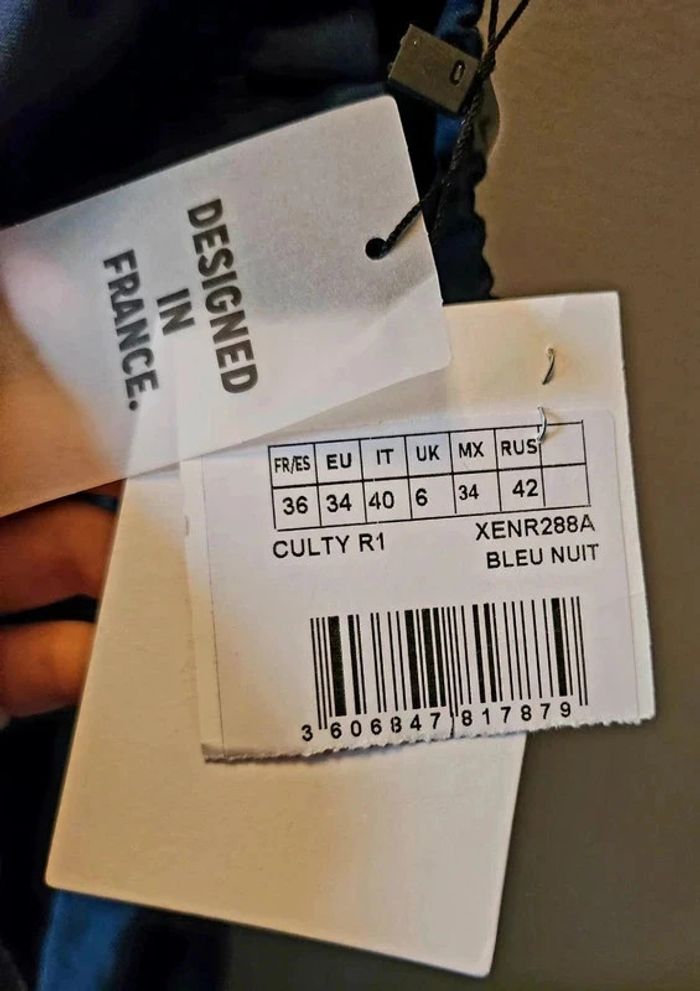 DESIGNED
IN
FRANCE.
FR/ES EU IT UK MX RUS
36 34 40 6 34 42
CULTY R1 XENR288A
BLEU NUIT
3 606847 817879